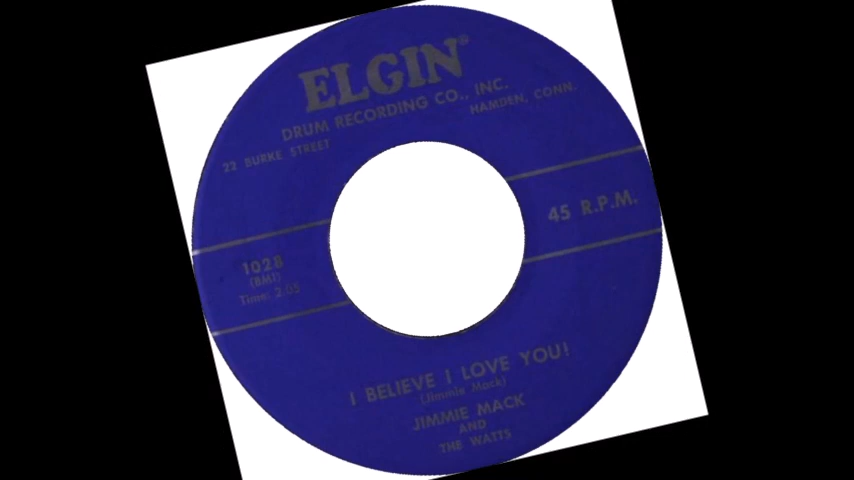 ELGIN®
DRUM RECORDING CO., INC.
22 BURKE STREET
HAMDEN, CONN.
45 R.P.M.
1028
(BMI)
Time: 2:05
I BELIEVE I LOVE YOU!
(Jimmie Mack)
JIMMIE MACK
AND
THE WATTS